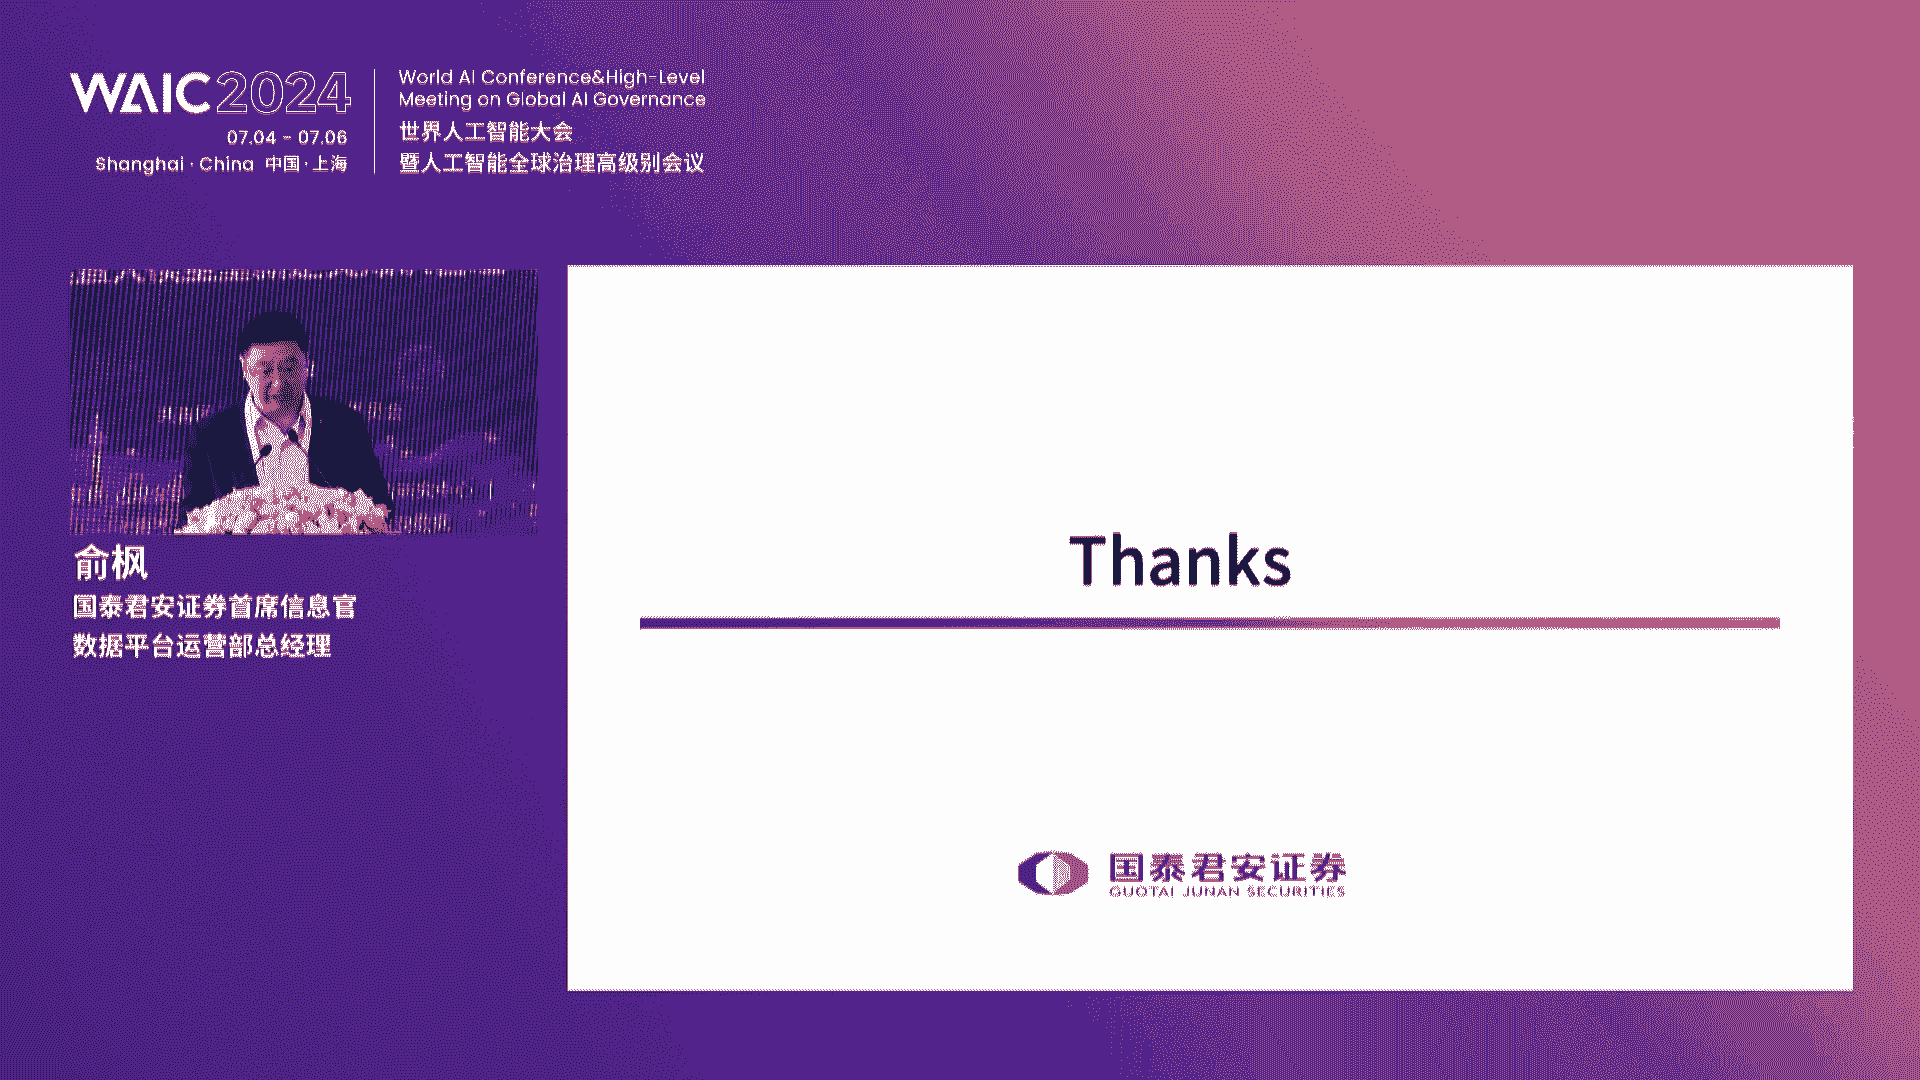 WAIC 2024
07.04 - 07.06
Shanghai · China 中国·上海
World AI Conference&High-Level
Meeting on Global AI Governance
世界人工智能大会
暨人工智能全球治理高级别会议
俞枫
国泰君安证券首席信息官
数据平台运营部总经理
Thanks
国泰君安证券
GUOTAI JUNAN SECURITIES